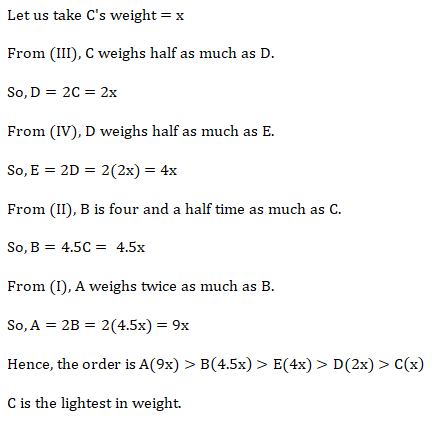 Let us take C's weight = x
From (III), C weighs half as much as D.
So, D = 2C = 2x
From (IV), D weighs half as much as E.
So, E = 2D = 2(2x) = 4x
From (II), B is four and a half time as much as C.
So, B = 4.5C = 4.5x
From (I), A weighs twice as much as B.
So, A = 2B = 2(4.5x) = 9x
Hence, the order is A(9x) > B(4.5x) > E(4x) > D(2x) > C(x)
C is the lightest in weight.